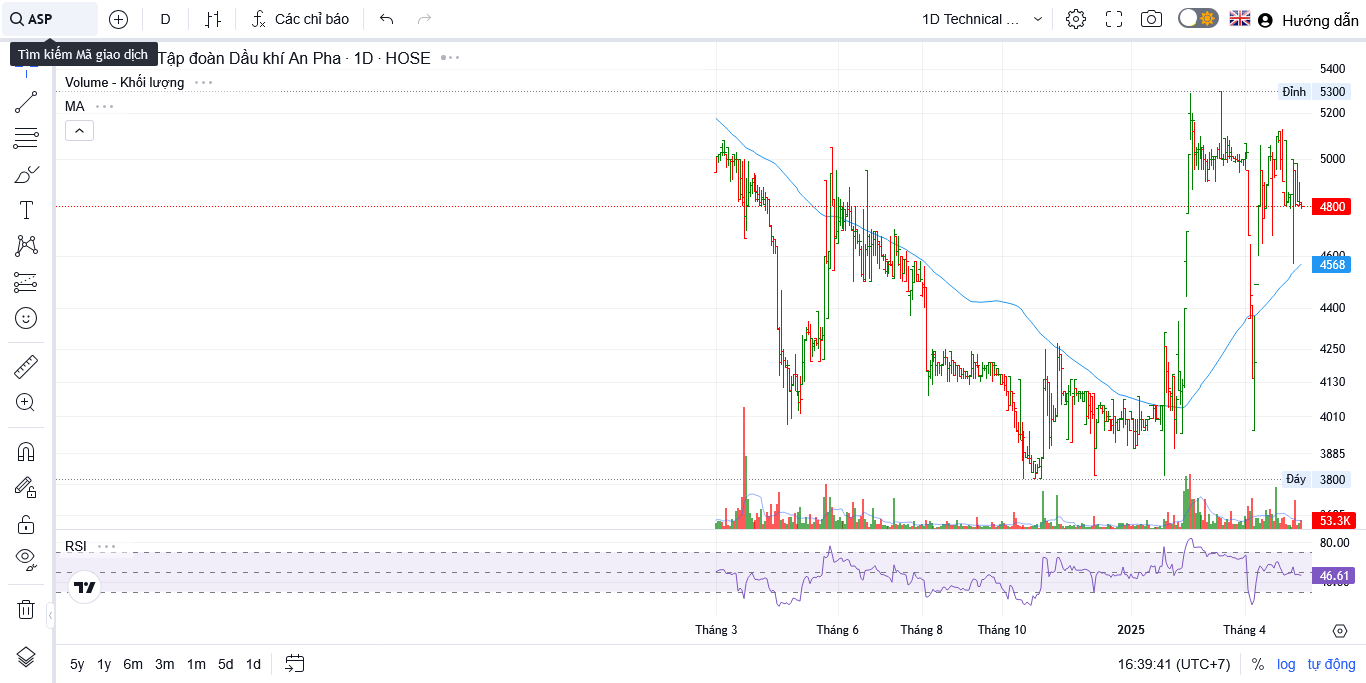 ASP
D
Các chỉ báo
1D Technical ...
Hướng dẫn
Tìm kiếm Mã giao dịch
Tập đoàn Dầu khí An Pha · 1D · HOSE
Volume - Khối lượng
MA
5400
Đỉnh 5300
5200
5000
4800
4600
4568
4400
4250
4130
4010
3885
Đáy 3800
53.3K
RSI
80.00
46.61
Tháng 3 Tháng 6 Tháng 8 Tháng 10 2025 Tháng 4
5y 1y 6m 3m 1m 5d 1d
16:39:41 (UTC+7) % log tự động